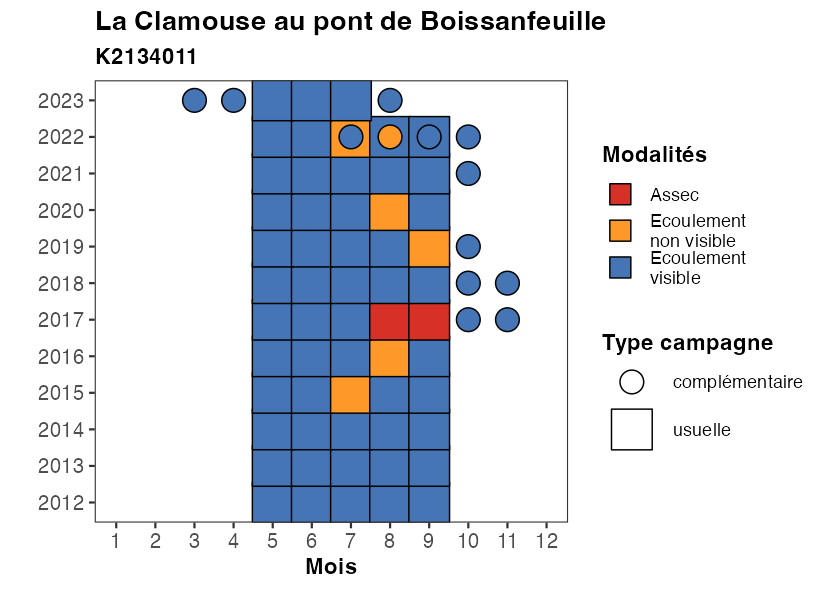 La Clamouse au pont de Boissanfeuille
K2134011
2023
2022
2021
2020
2019
2018
2017
2016
2015
2014
2013
2012
1 2 3 4 5 6 7 8 9 10 11 12
Mois
Modalités
Assec
Ecoulement
non visible
Ecoulement
visible
Type campagne
complémentaire
usuelle